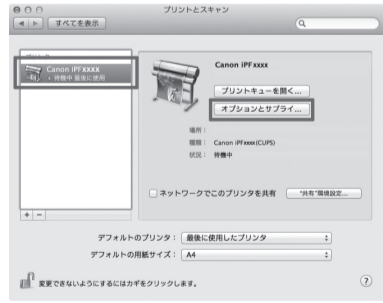 プリントとスキャン
すべてを表示
Canon iPFxxxx
• 待機中 最後に使用
Canon iPFxxxx
プリントキューを開く...
オプションとサプライ...
場所：
種類： Canon iPFxxxx(CUPS)
状況： 待機中
ネットワークでこのプリンタを共有
"共有"環境設定...
+ −
デフォルトのプリンタ： 最後に使用したプリンタ
デフォルトの用紙サイズ： A4
変更できないようにするにはカギをクリックします。
?